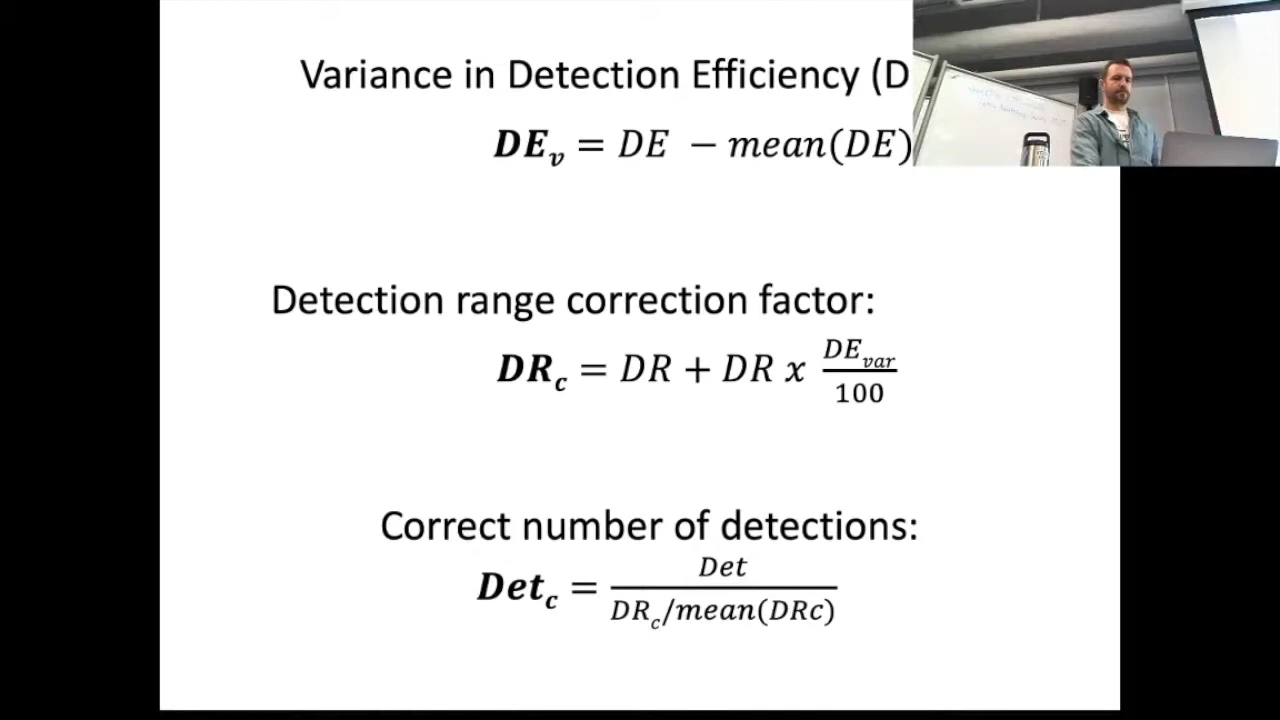 Variance in Detection Efficiency (D
DE_v = DE − mean(DE)
Detection range correction factor:
DR_c = DR + DR x DE_var/100
Correct number of detections:
Det_c = Det/(DR_c/mean(DRc))